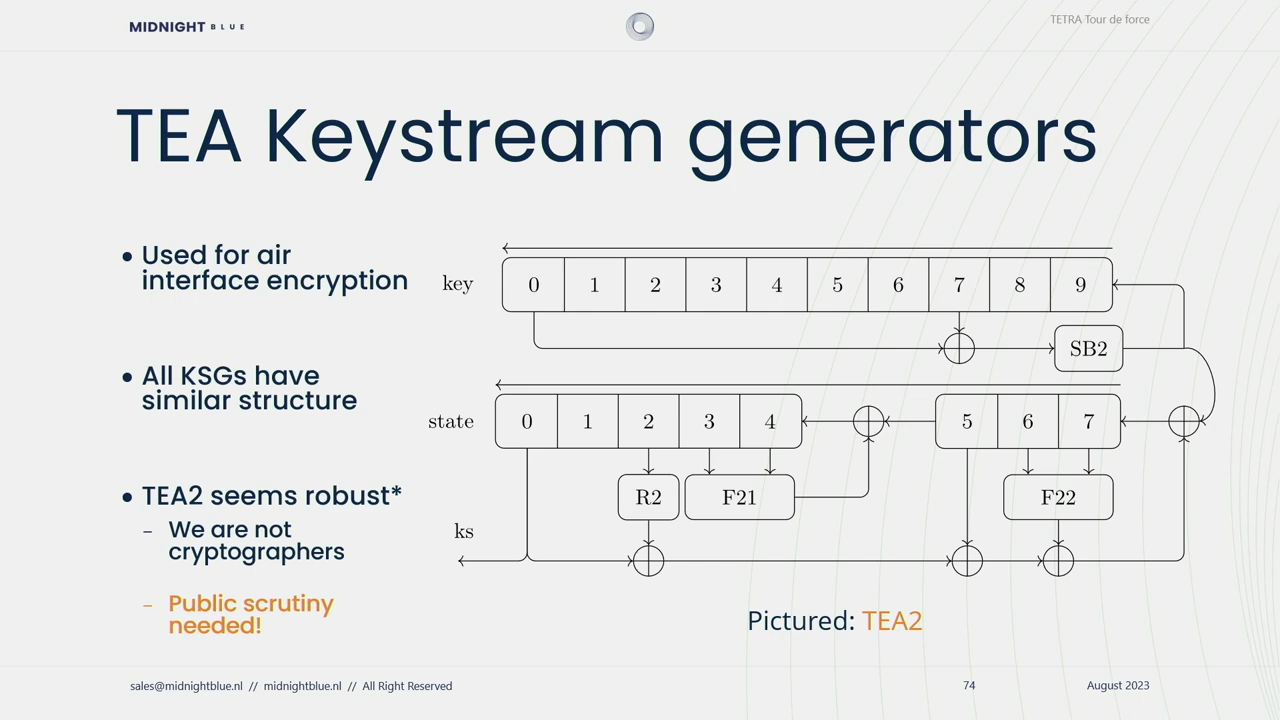 MIDNIGHT BLUE
TETRA Tour de force
TEA Keystream generators
• Used for air
interface encryption
• All KSGs have
similar structure
• TEA2 seems robust*
– We are not
cryptographers
– Public scrutiny
needed!
key 0 1 2 3 4 5 6 7 8 9
SB2
state 0 1 2 3 4 5 6 7
R2 F21 F22
ks
Pictured: TEA2
sales@midnightblue.nl // midnightblue.nl // All Right Reserved
74
August 2023